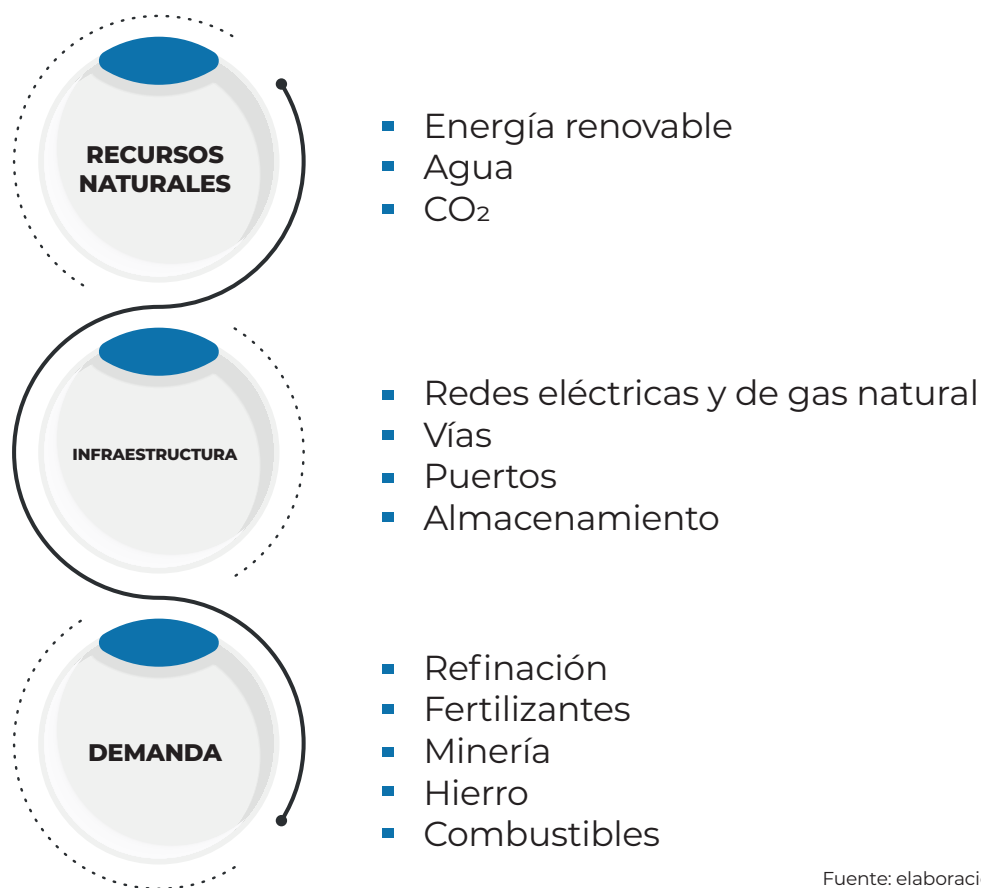 RECURSOS
NATURALES
Energía renovable
Agua
CO₂
INFRAESTRUCTURA
Redes eléctricas y de gas natural
Vías
Puertos
Almacenamiento
DEMANDA
Refinación
Fertilizantes
Minería
Hierro
Combustibles
Fuente: